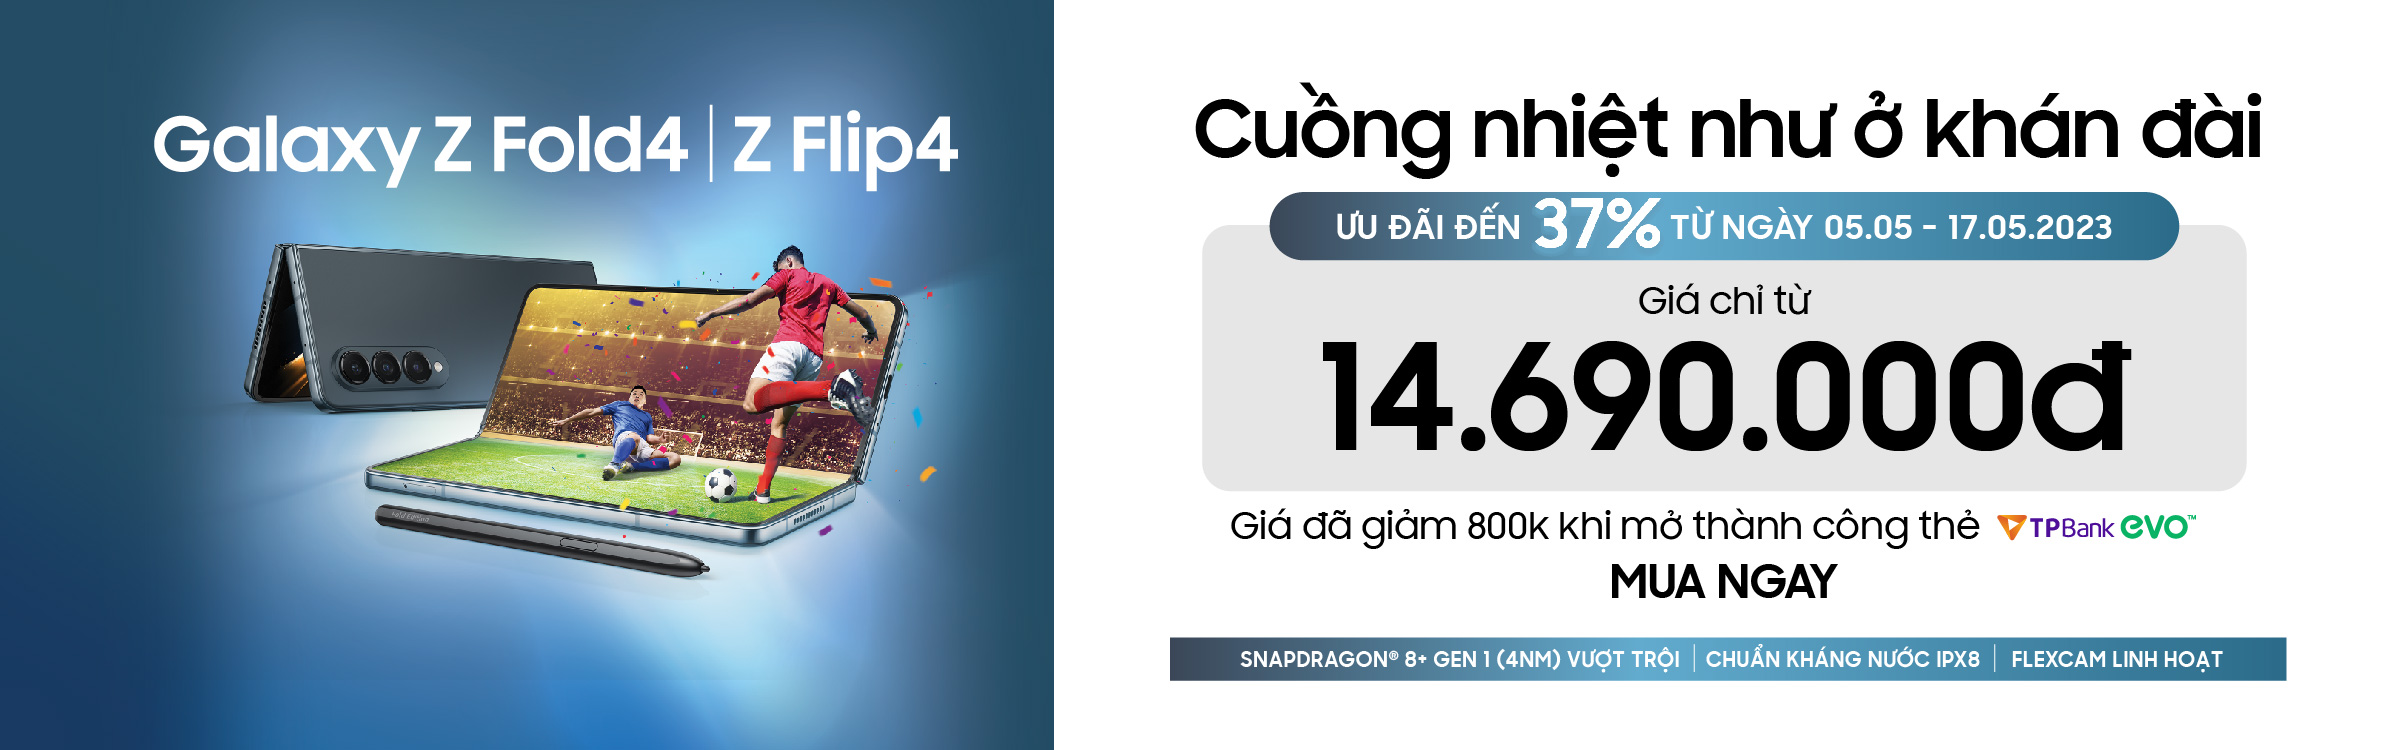 Galaxy Z Fold4 | Z Flip4
Cuồng nhiệt như ở khán đài
ƯU ĐÃI ĐẾN 37% TỪ NGÀY 05.05 - 17.05.2023
Giá chỉ từ
14.690.000đ
Giá đã giảm 800k khi mở thành công thẻ TPBank evo™
MUA NGAY
SNAPDRAGON® 8+ GEN 1 (4NM) VƯỢT TRỘI | CHUẨN KHÁNG NƯỚC IPX8 | FLEXCAM LINH HOẠT